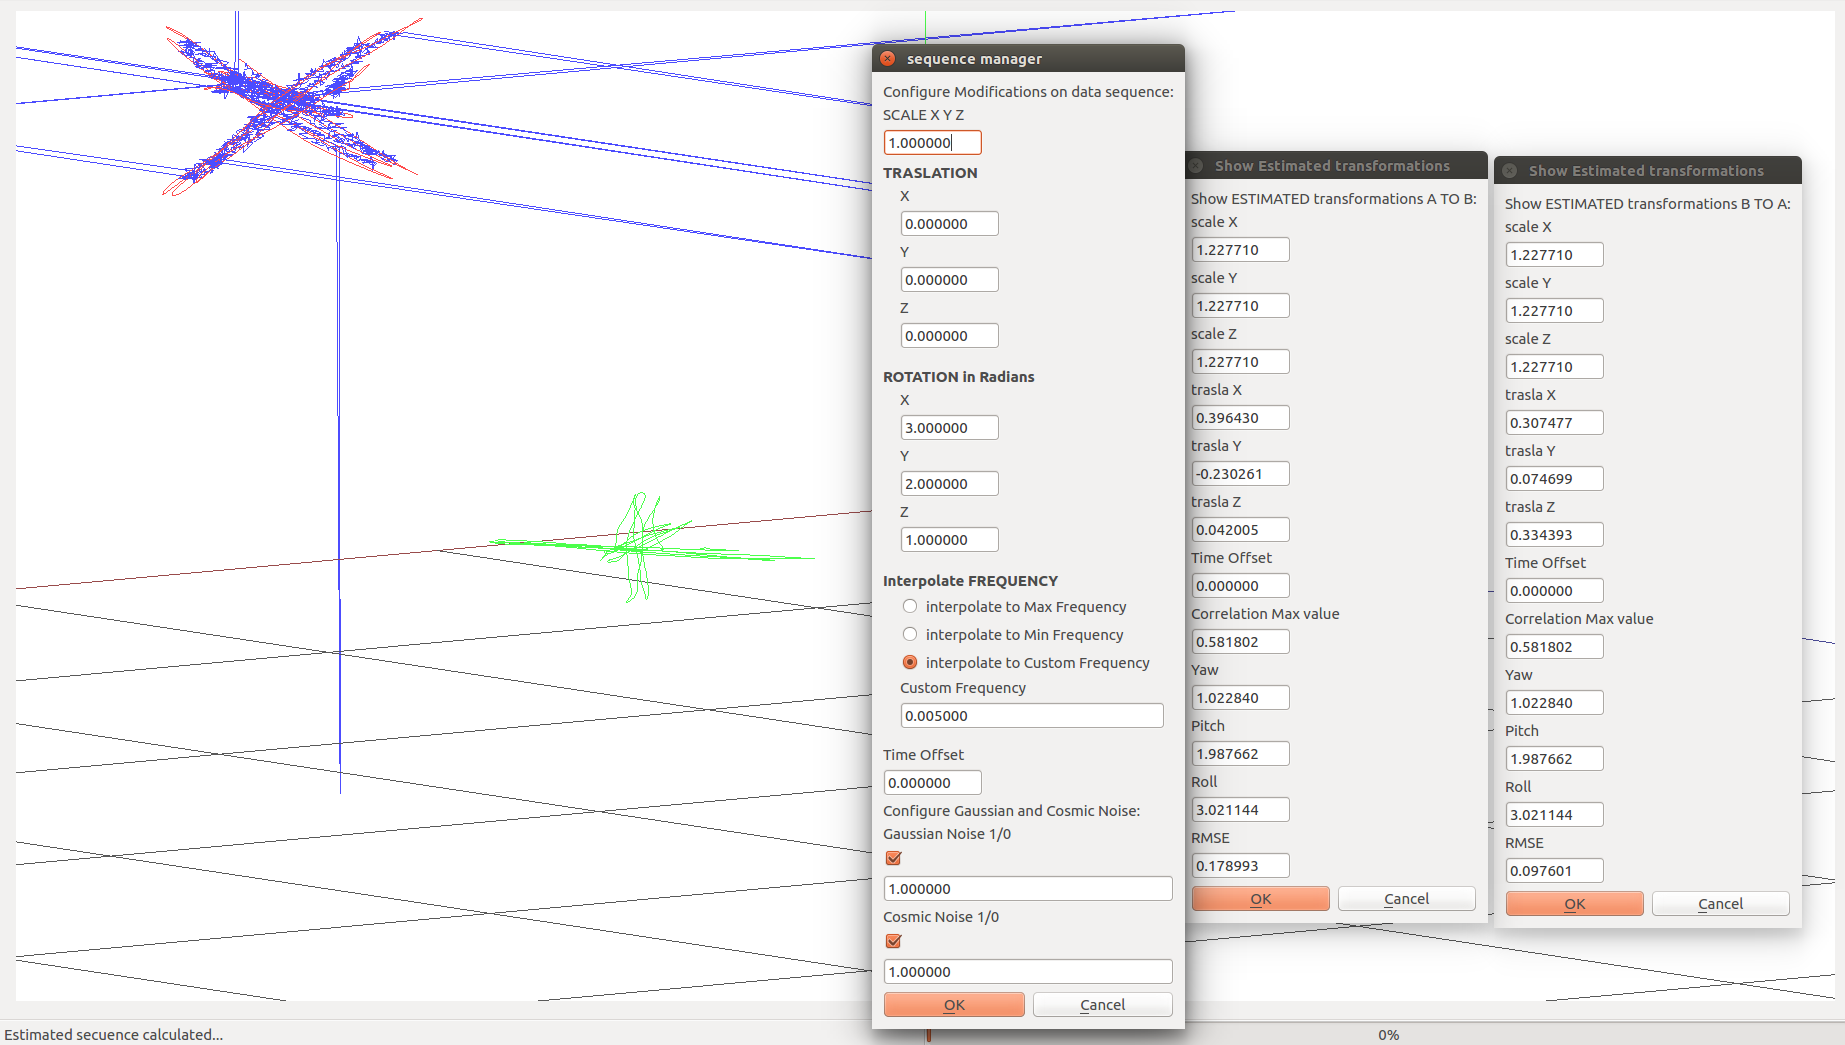 sequence manager
Configure Modifications on data sequence:
SCALE X Y Z
1.000000
TRASLATION
X
0.000000
Y
0.000000
Z
0.000000
ROTATION in Radians
X
3.000000
Y
2.000000
Z
1.000000
Interpolate FREQUENCY
interpolate to Max Frequency
interpolate to Min Frequency
interpolate to Custom Frequency
Custom Frequency
0.005000
Time Offset
0.000000
Configure Gaussian and Cosmic Noise:
Gaussian Noise 1/0
1.000000
Cosmic Noise 1/0
1.000000
OK Cancel
Show Estimated transformations
Show ESTIMATED transformations A TO B:
scale X
1.227710
scale Y
1.227710
scale Z
1.227710
trasla X
0.396430
trasla Y
-0.230261
trasla Z
0.042005
Time Offset
0.000000
Correlation Max value
0.581802
Yaw
1.022840
Pitch
1.987662
Roll
3.021144
RMSE
0.178993
OK Cancel
Show Estimated transformations
Show ESTIMATED transformations B TO A:
scale X
1.227710
scale Y
1.227710
scale Z
1.227710
trasla X
0.307477
trasla Y
0.074699
trasla Z
0.334393
Time Offset
0.000000
Correlation Max value
0.581802
Yaw
1.022840
Pitch
1.987662
Roll
3.021144
RMSE
0.097601
OK Cancel
Estimated secuence calculated...
0%